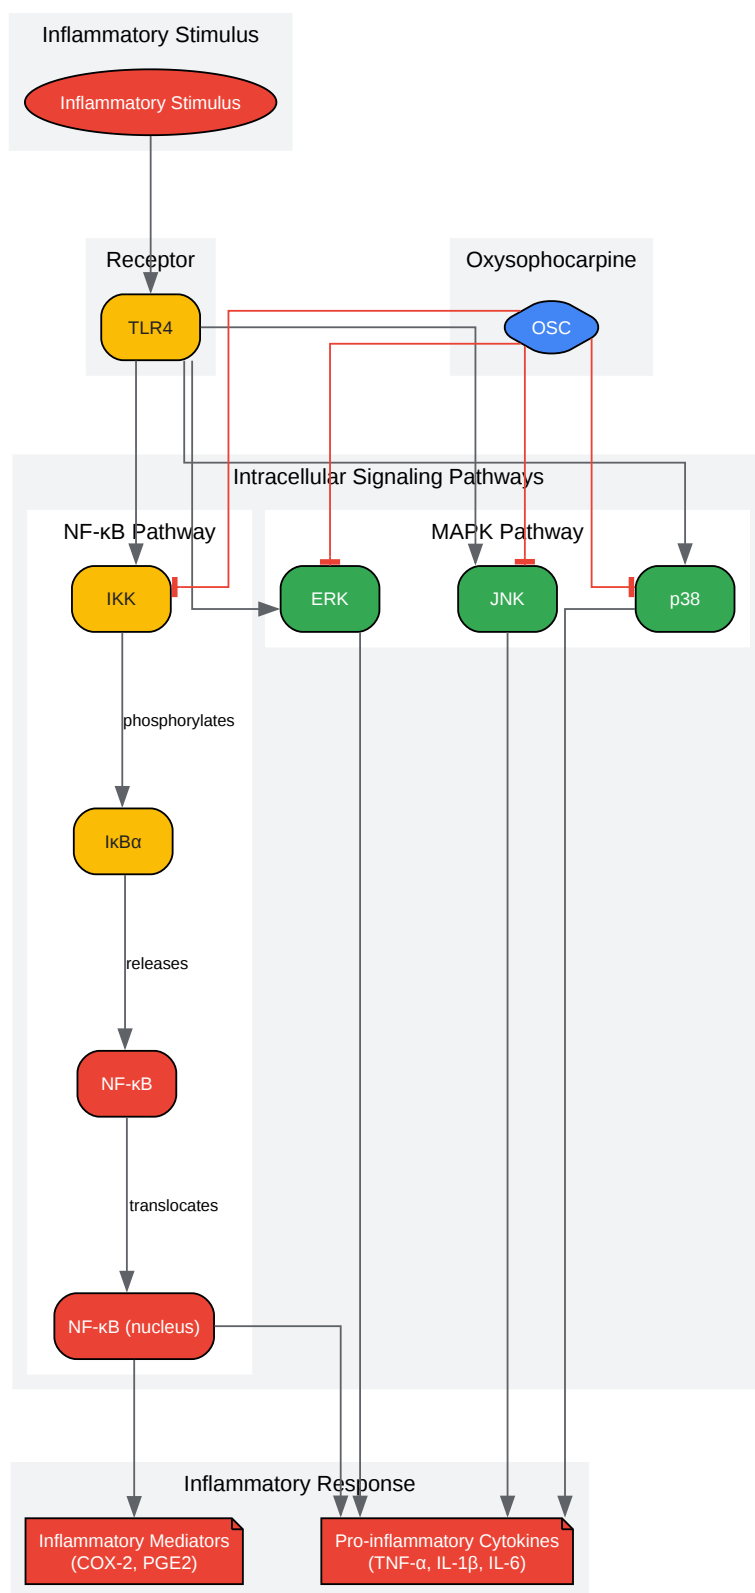 Inflammatory Stimulus
Inflammatory Stimulus
Receptor
Oxysophocarpine
TLR4
OSC
Intracellular Signaling Pathways
NF-κB Pathway
MAPK Pathway
IKK
ERK
JNK
p38
phosphorylates
IκBα
releases
NF-κB
translocates
NF-κB (nucleus)
Inflammatory Response
Inflammatory Mediators
(COX-2, PGE2)
Pro-inflammatory Cytokines
(TNF-α, IL-1β, IL-6)